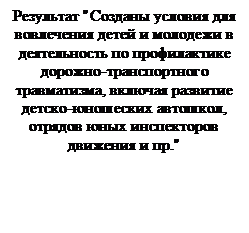 Результат "Созданы условия для
вовлечения детей и молодежи в
деятельность по профилактике
дорожно-транспортного
травматизма, включая развитие
детско-юношеских автошкол,
отрядов юных инспекторов
движения и пр."